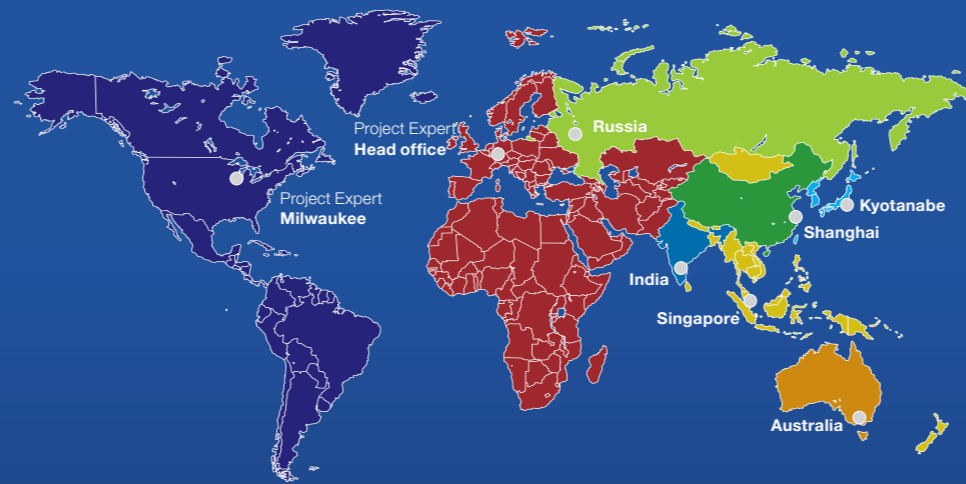 Project Expert
Head office
Russia
Project Expert
Milwaukee
Kyotanabe
Shanghai
India
Singapore
Australia